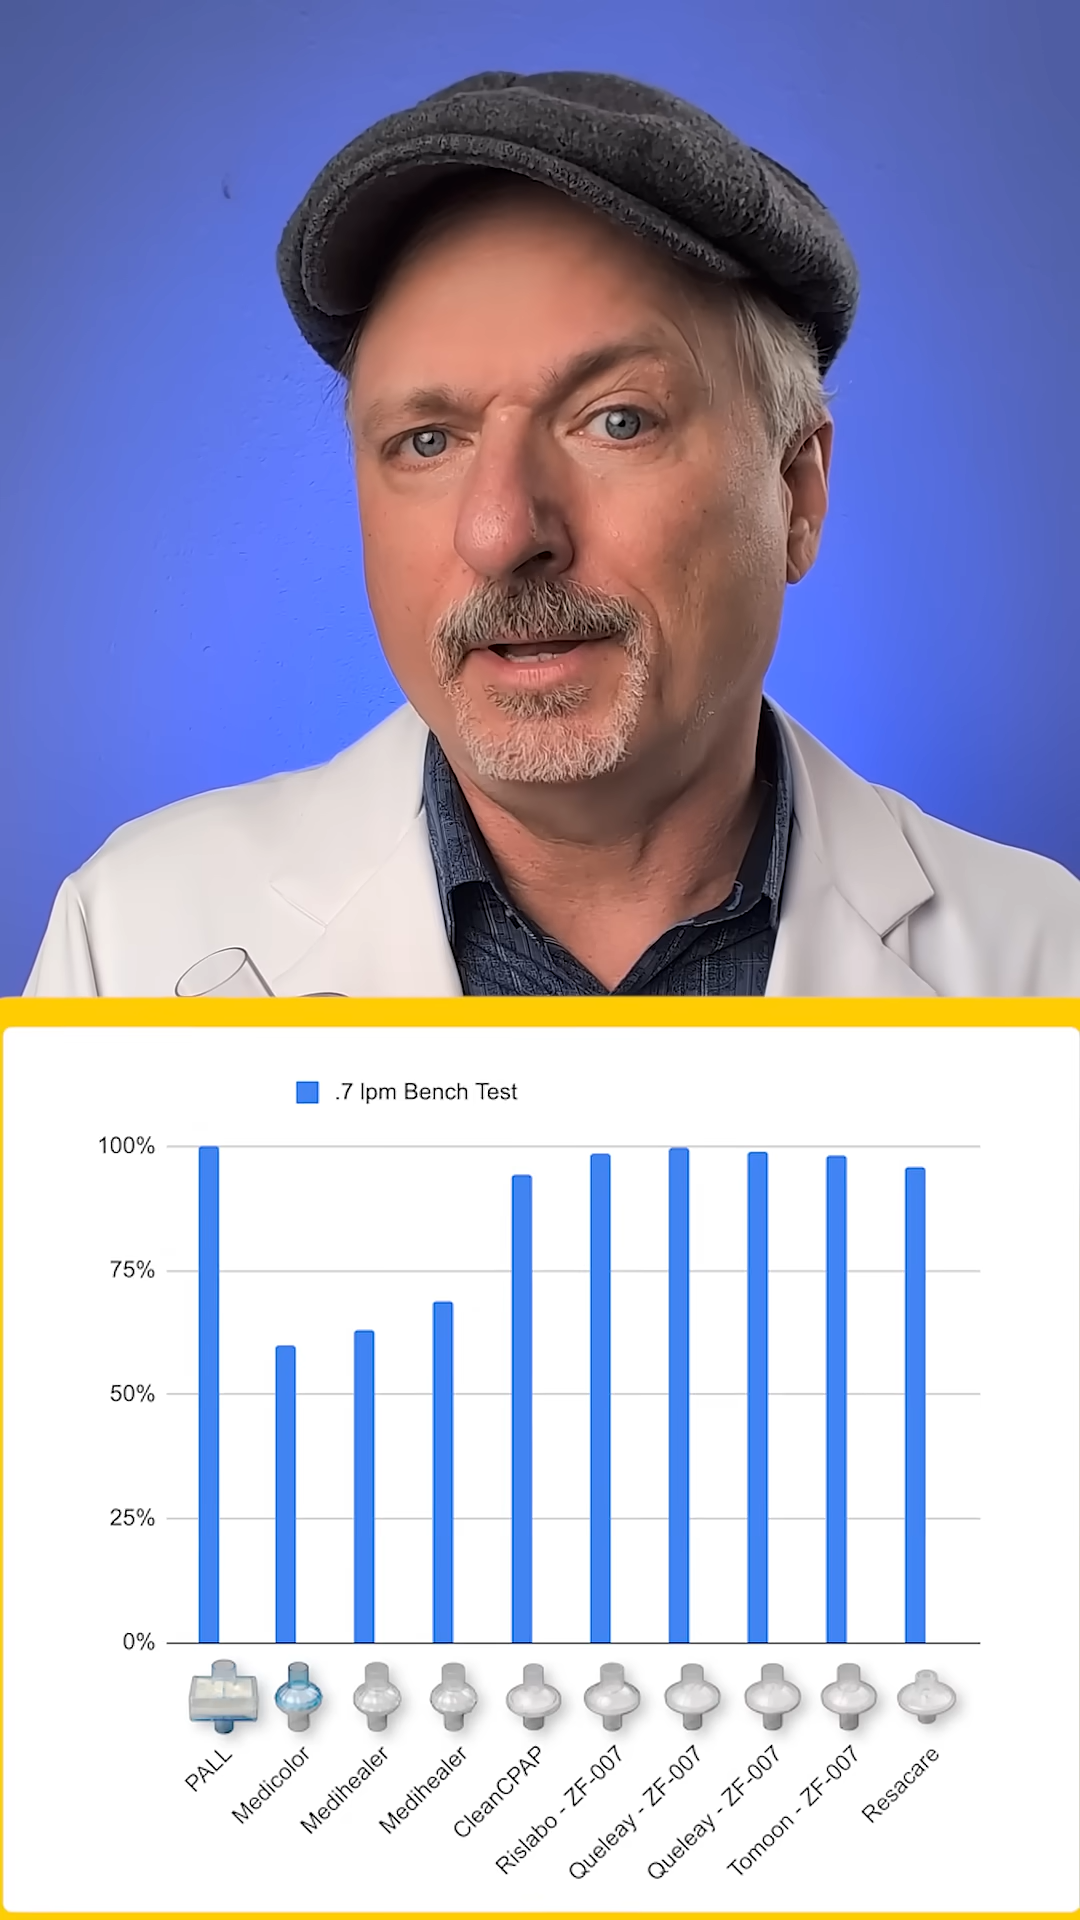 .7 lpm Bench Test
100%
75%
50%
25%
0%
PALL
Medicolor
Medihealer
Medihealer
CleanCPAP
Rislabo - ZF-007
Queleay - ZF-007
Queleay - ZF-007
Tomoon - ZF-007
Resacare